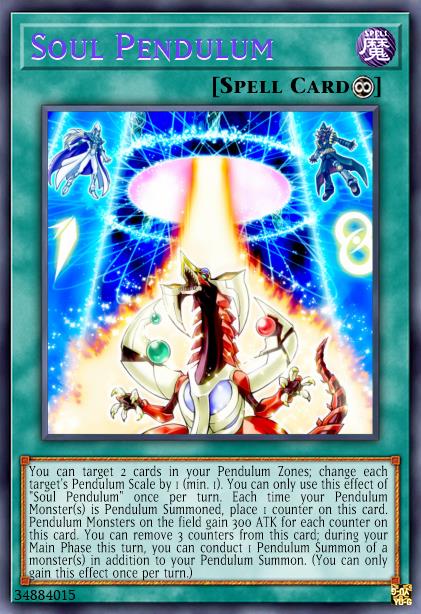 Soul Pendulum
SPELL
魔
[Spell Card]
You can target 2 cards in your Pendulum Zones; change each
target's Pendulum Scale by 1 (min. 1). You can only use this effect of
"Soul Pendulum" once per turn. Each time your Pendulum
Monster(s) is Pendulum Summoned, place 1 counter on this card.
Pendulum Monsters on the field gain 300 ATK for each counter on
this card. You can remove 3 counters from this card; during your
Main Phase this turn, you can conduct 1 Pendulum Summon of a
monster(s) in addition to your Pendulum Summon. (You can only
gain this effect once per turn.)
34884015